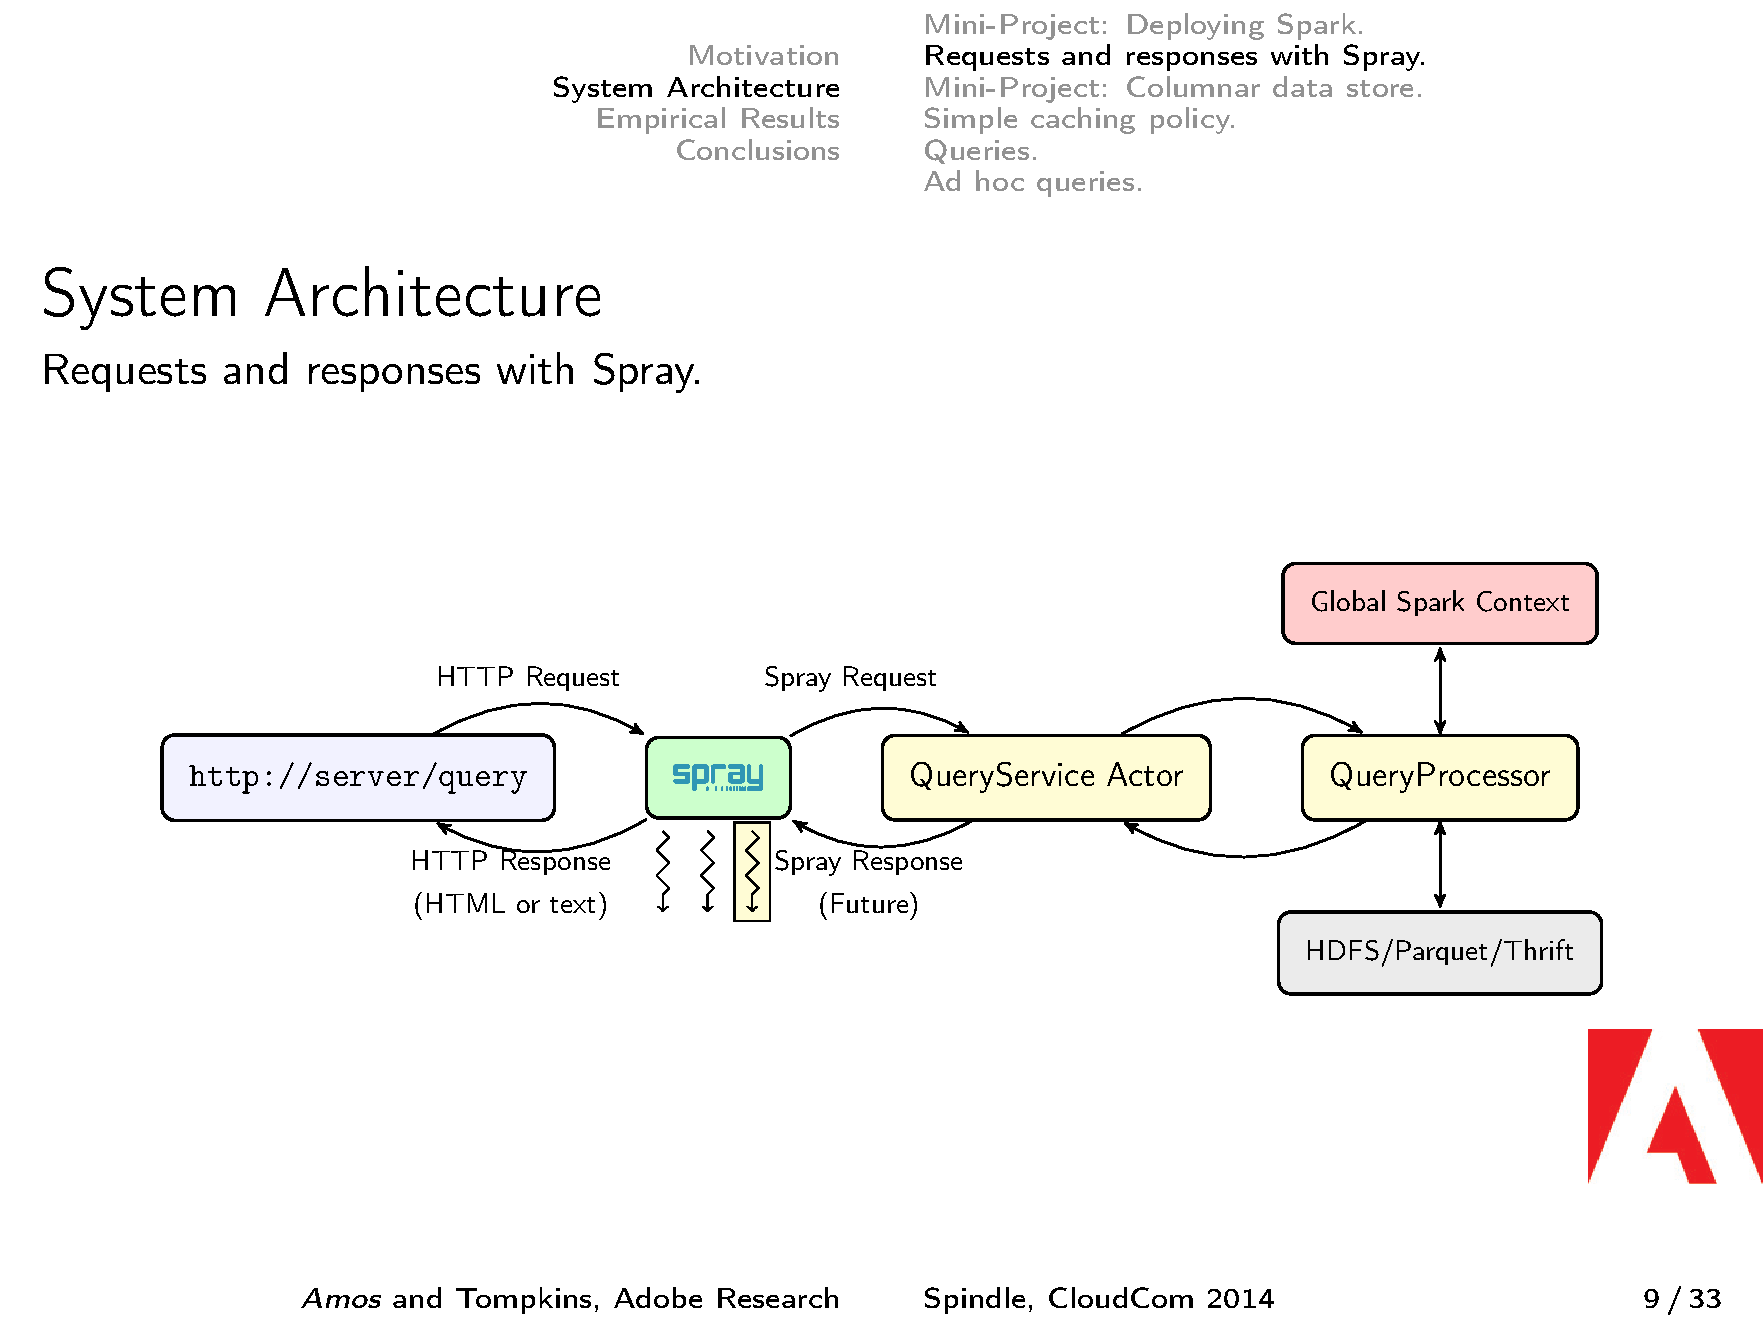 Motivation
System Architecture
Empirical Results
Conclusions
Mini-Project: Deploying Spark.
Requests and responses with Spray.
Mini-Project: Columnar data store.
Simple caching policy.
Queries.
Ad hoc queries.
System Architecture
Requests and responses with Spray.
Global Spark Context
HTTP Request
Spray Request
http://server/query
spray
QueryService Actor
QueryProcessor
HTTP Response
(HTML or text)
Spray Response
(Future)
HDFS/Parquet/Thrift
Amos and Tompkins, Adobe Research
Spindle, CloudCom 2014
9 / 33